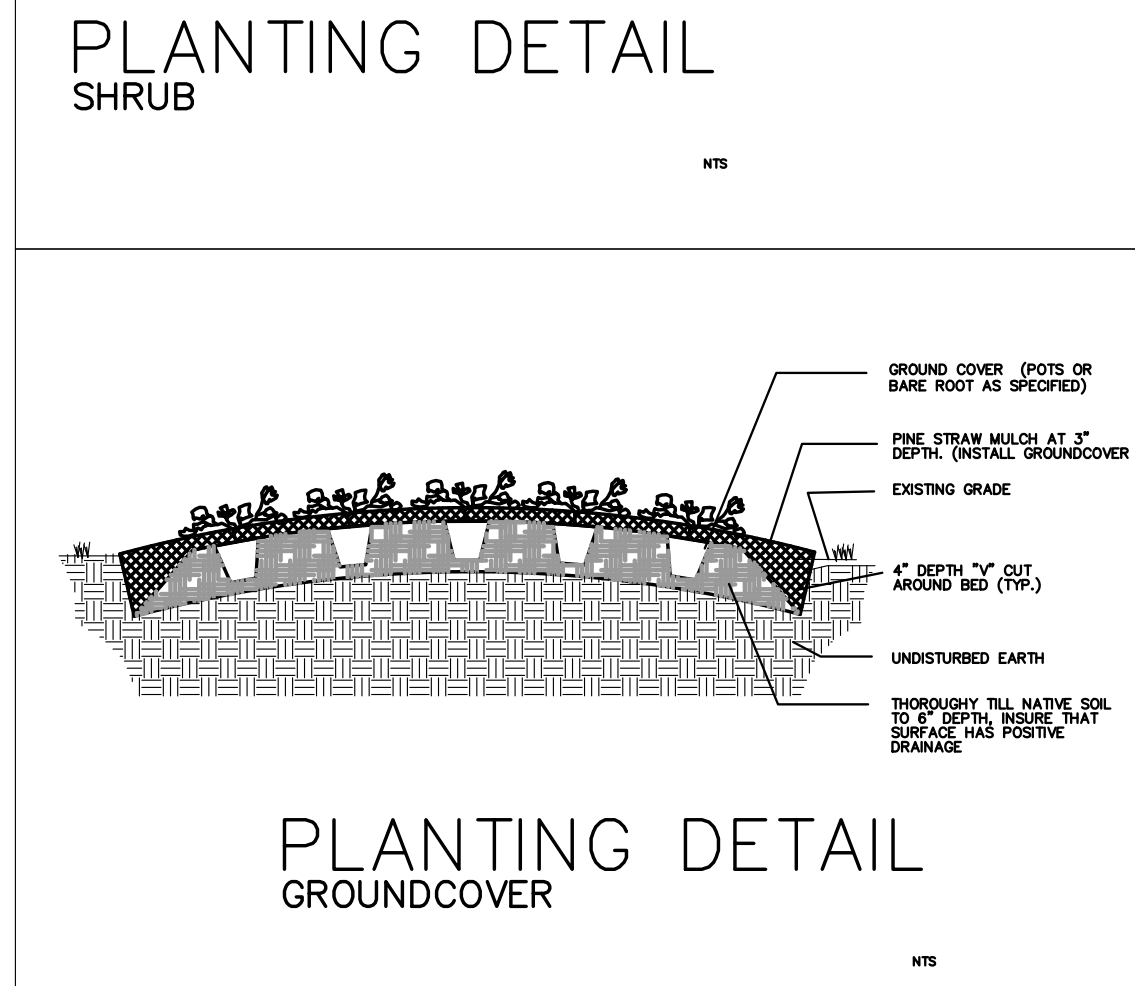 PLANTING DETAIL
SHRUB
NTS
GROUND COVER (POTS OR
BARE ROOT AS SPECIFIED)
PINE STRAW MULCH AT 3"
DEPTH. (INSTALL GROUNDCOVER
EXISTING GRADE
4" DEPTH "V" CUT
AROUND BED (TYP.)
UNDISTURBED EARTH
THOROUGHY TILL NATIVE SOIL
TO 6" DEPTH, INSURE THAT
SURFACE HAS POSITIVE
DRAINAGE
PLANTING DETAIL
GROUNDCOVER
NTS